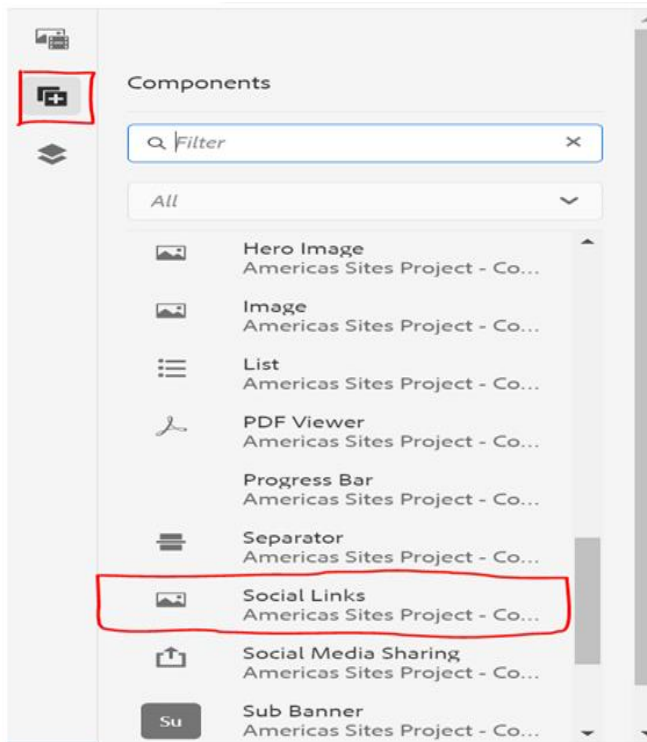 Components
Filter
All
Hero Image
Americas Sites Project - Co...
Image
Americas Sites Project - Co...
List
Americas Sites Project - Co...
PDF Viewer
Americas Sites Project - Co...
Progress Bar
Americas Sites Project - Co...
Separator
Americas Sites Project - Co...
Social Links
Americas Sites Project - Co...
Social Media Sharing
Americas Sites Project - Co...
Su
Sub Banner
Americas Sites Project - Co...